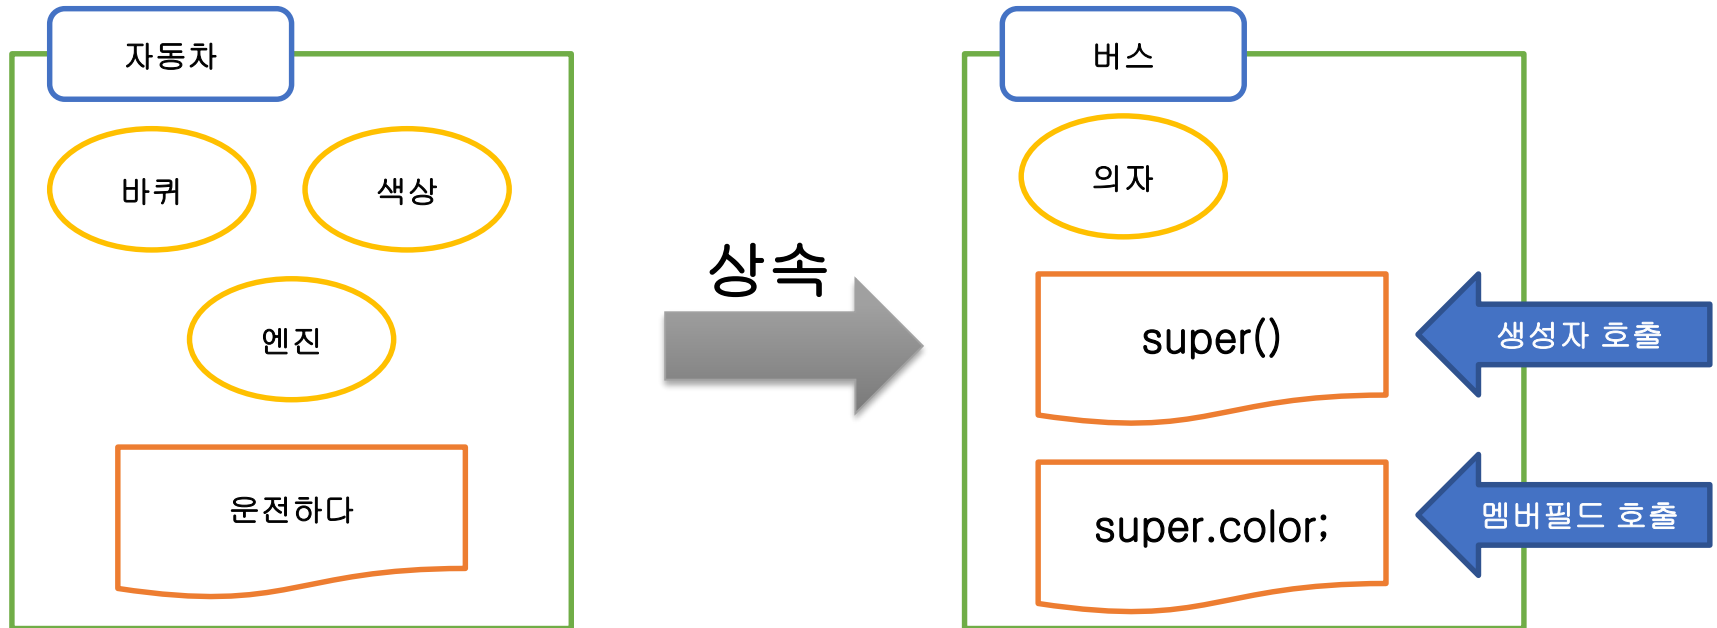 자동차
바퀴
색상
엔진
운전하다
상속
버스
의자
super()
생성자 호출
super.color;
멤버필드 호출